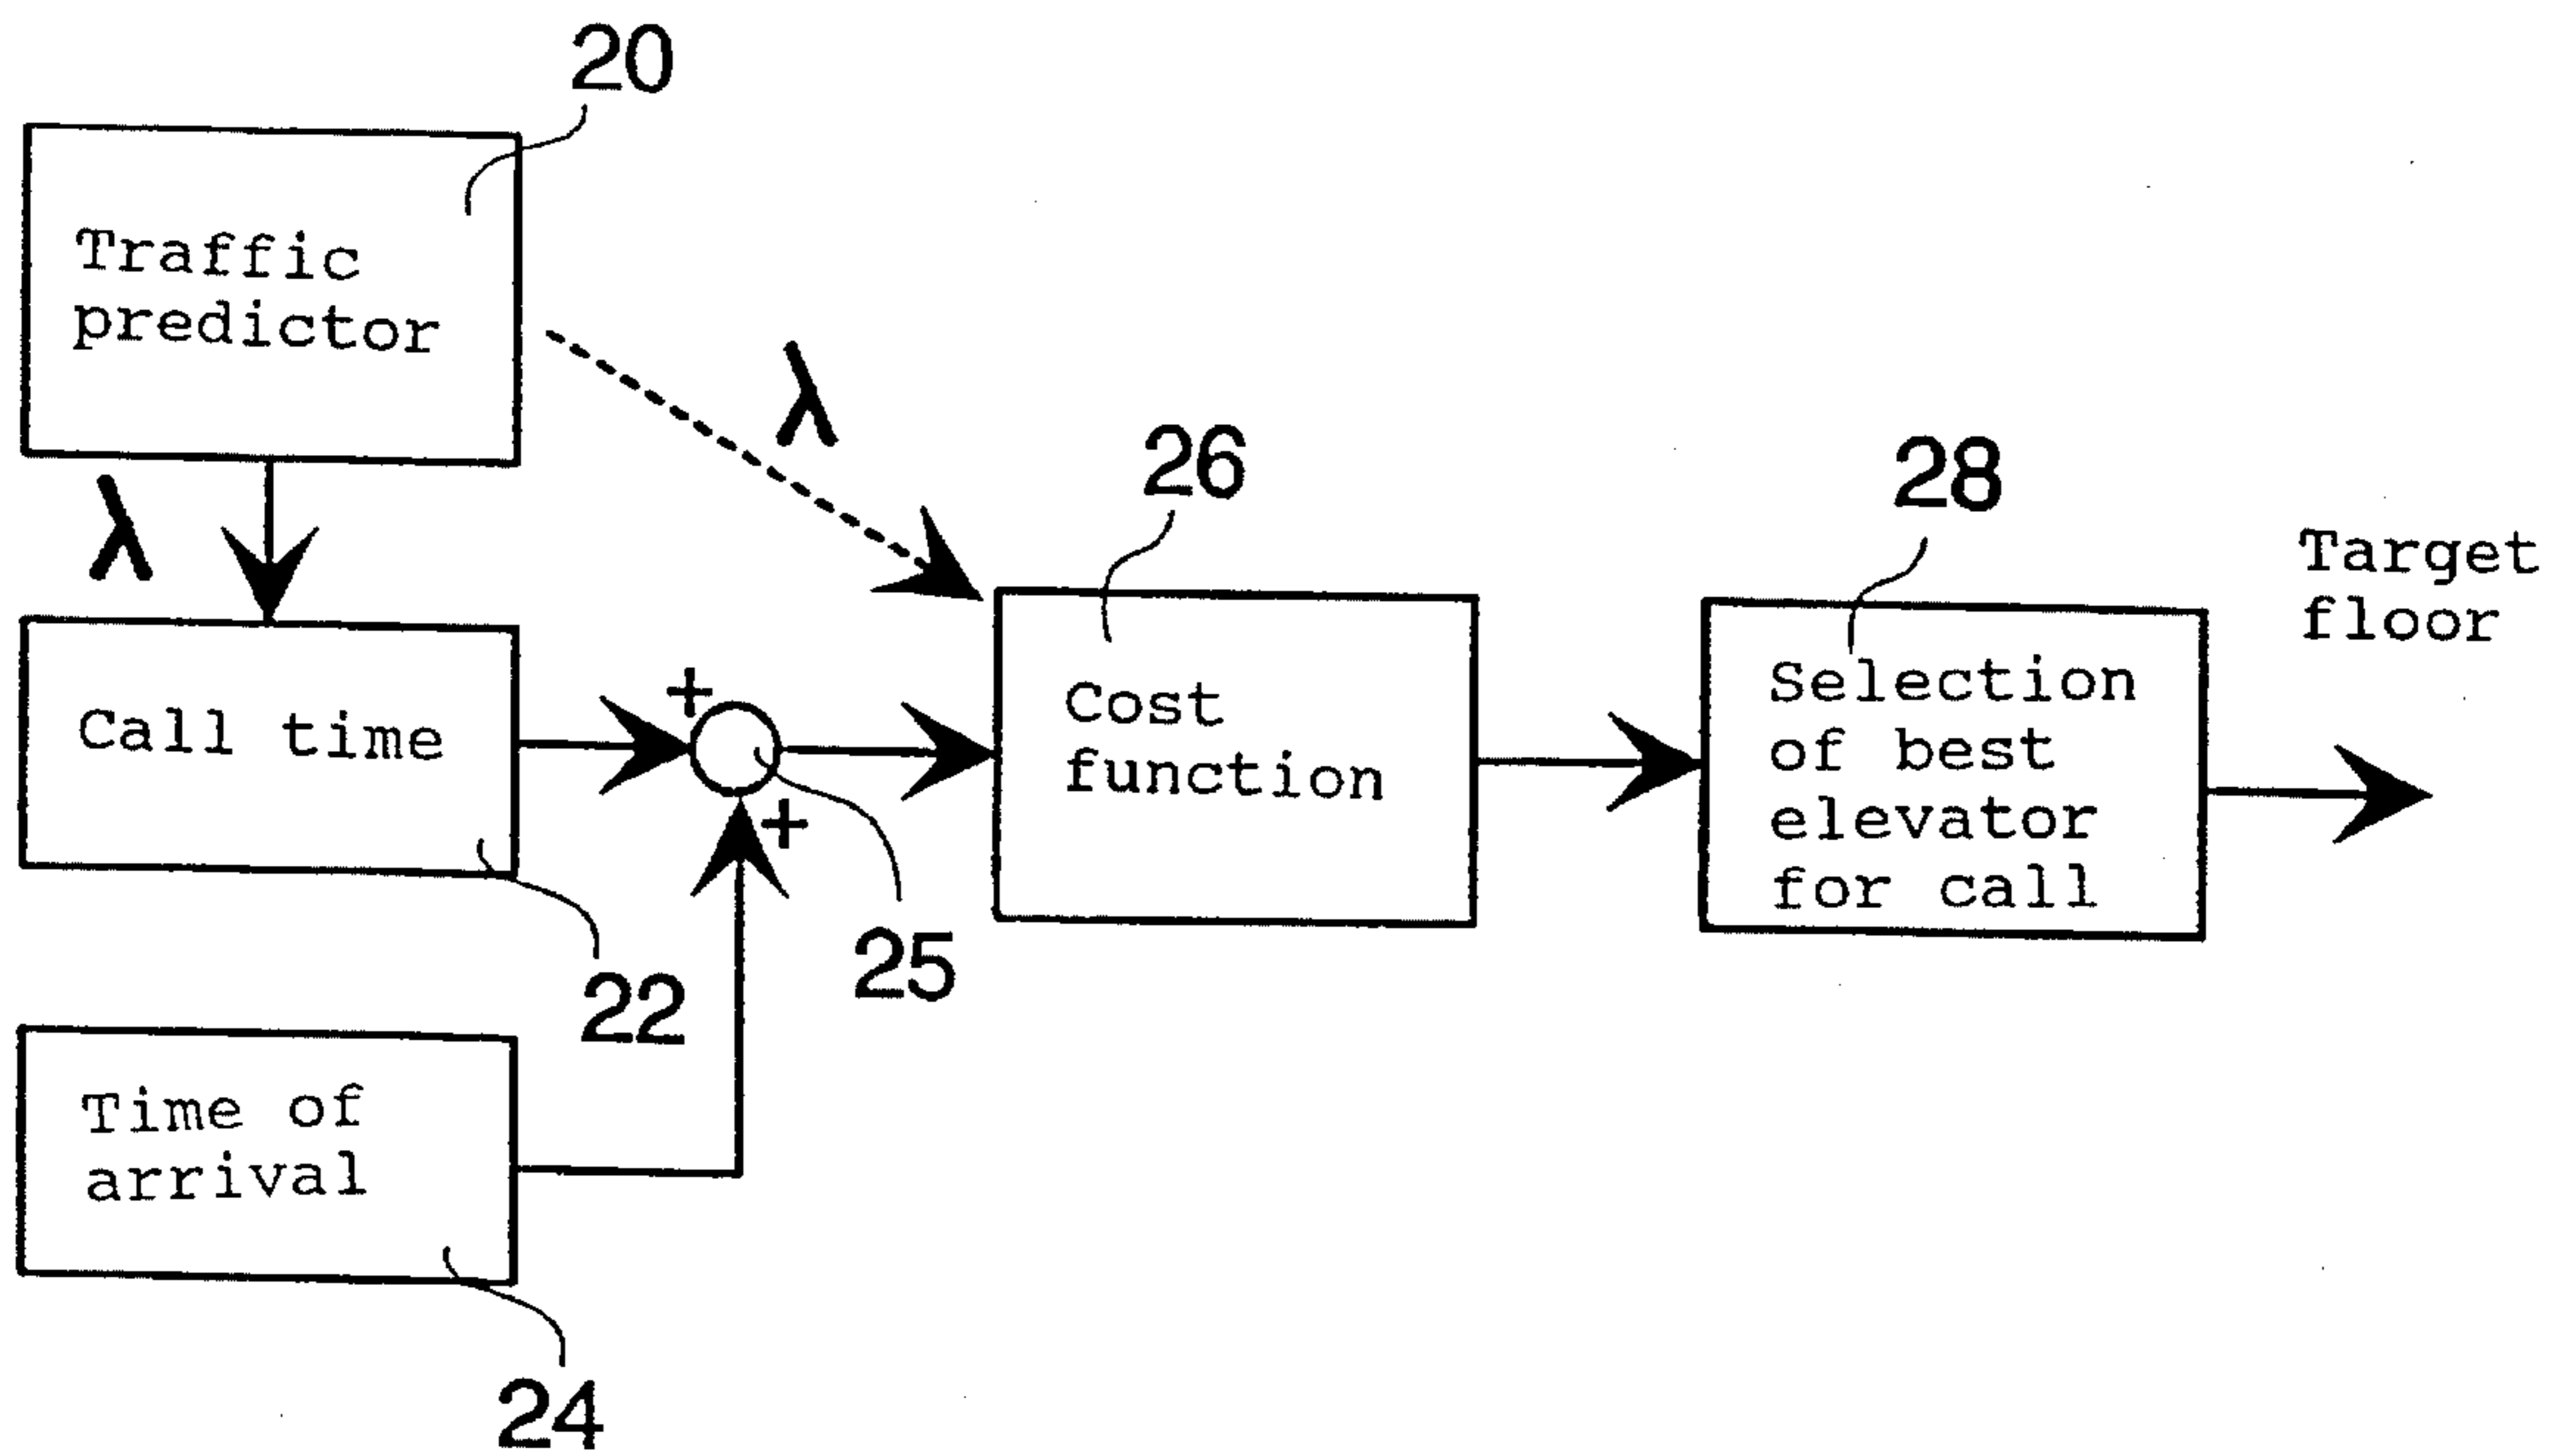 20
Traffic
predictor
λ
λ
26
28
Target
floor
Call time
+
+
Cost
function
Selection
of best
elevator
for call
25
22
Time of
arrival
24